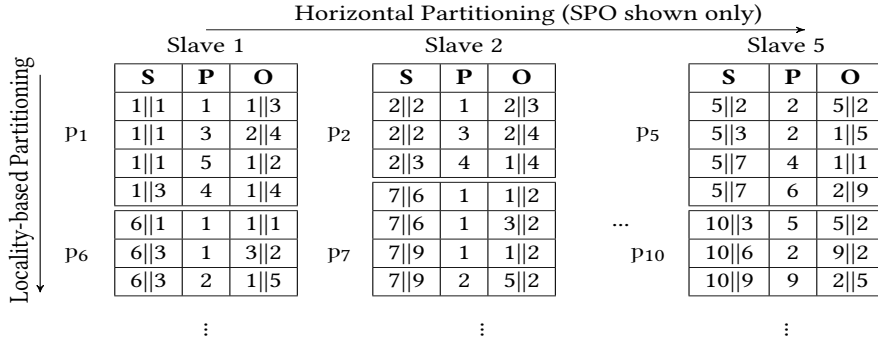 Horizontal Partitioning (SPO shown only)
Locality-based Partitioning
Slave 1 Slave 2 Slave 5
S P O S P O S P O
1||1 1 1||3 2||2 1 2||3 5||2 2 5||2
p1 1||1 3 2||4 p2 2||2 3 2||4 p5 5||3 2 1||5
1||1 5 1||2 2||3 4 1||4 5||7 4 1||1
1||3 4 1||4 7||6 1 1||2 5||7 6 2||9
6||1 1 1||1 7||6 1 3||2 ... 10||3 5 5||2
p6 6||3 1 3||2 p7 7||9 1 1||2 p10 10||6 2 9||2
6||3 2 1||5 7||9 2 5||2 10||9 9 2||5
⋮ ⋮ ⋮